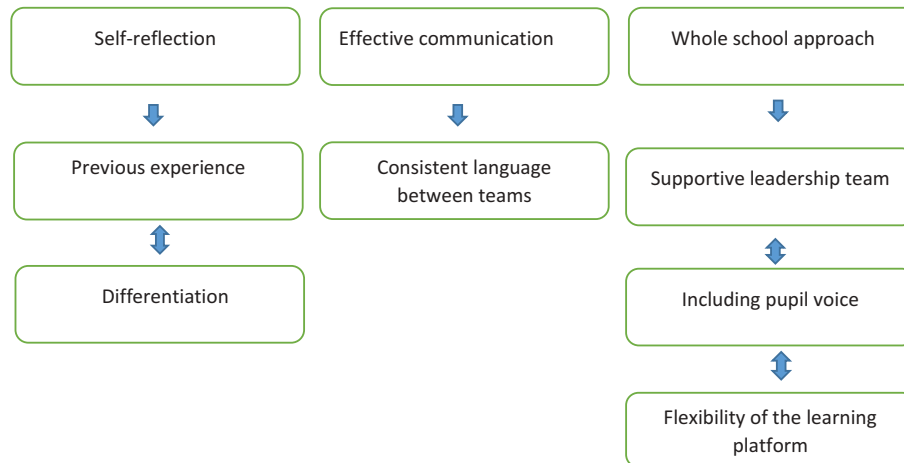 Self-reflection
Effective communication
Whole school approach
Previous experience
Consistent language
between teams
Supportive leadership team
Differentiation
Including pupil voice
Flexibility of the learning
platform